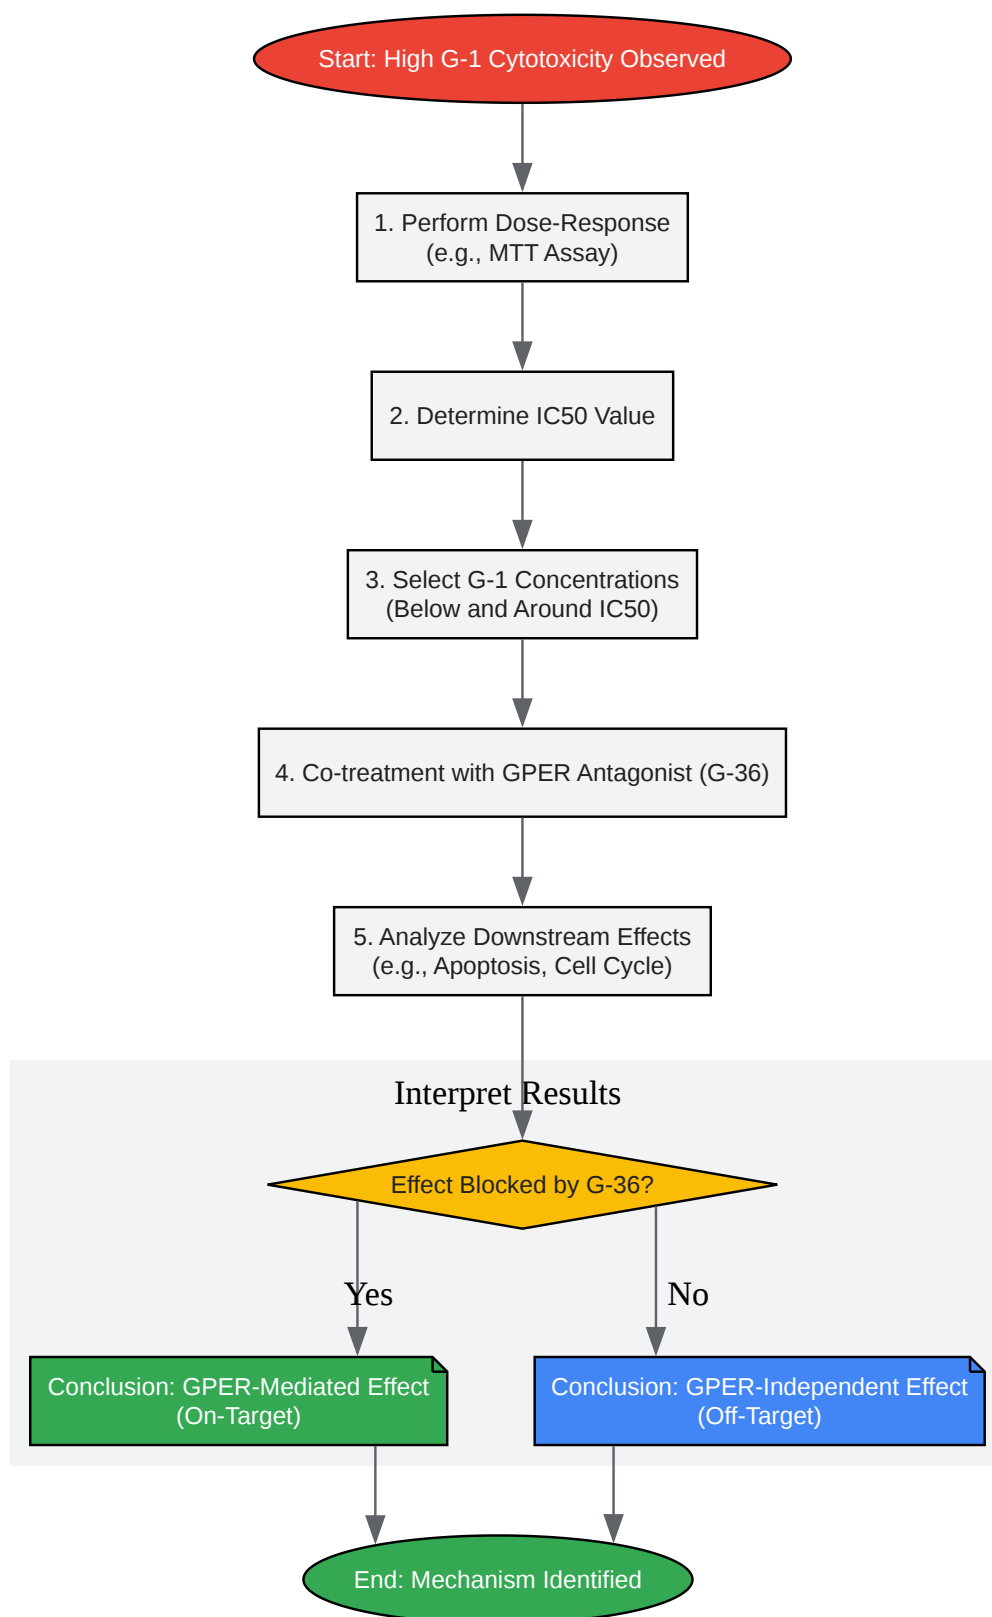 Start: High G-1 Cytotoxicity Observed
1. Perform Dose-Response
(e.g., MTT Assay)
2. Determine IC50 Value
3. Select G-1 Concentrations
(Below and Around IC50)
4. Co-treatment with GPER Antagonist (G-36)
5. Analyze Downstream Effects
(e.g., Apoptosis, Cell Cycle)
Interpret Results
Effect Blocked by G-36?
Yes
No
Conclusion: GPER-Mediated Effect
(On-Target)
Conclusion: GPER-Independent Effect
(Off-Target)
End: Mechanism Identified